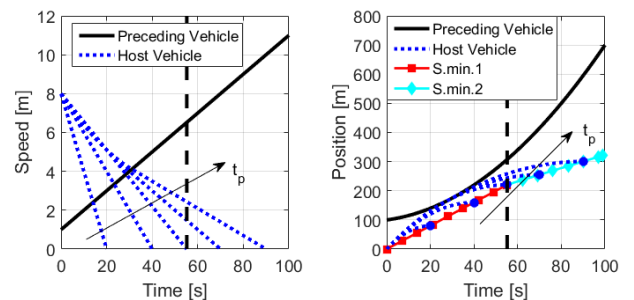 12
10
8
6
4
2
0
Speed [m]
Preceding Vehicle
Host Vehicle
t_p
0 20 40 60 80 100
Time [s]
800
700
600
500
400
300
200
100
0
Position [m]
Preceding Vehicle
Host Vehicle
S.min.1
S.min.2
t_p
0 20 40 60 80 100
Time [s]